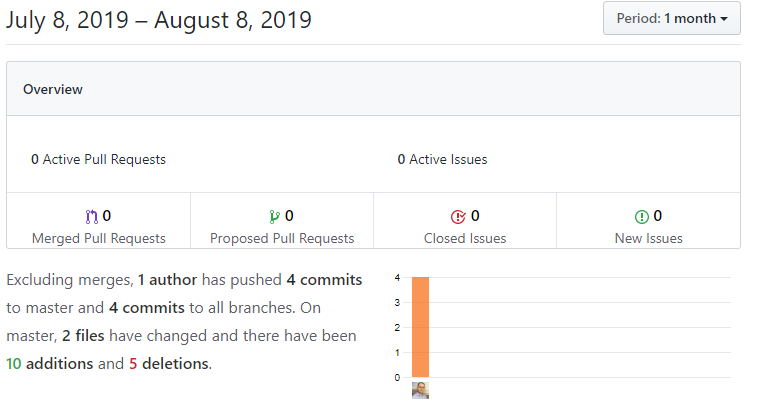 July 8, 2019 – August 8, 2019
Period: 1 month
Overview
0 Active Pull Requests
0 Active Issues
0
Merged Pull Requests
0
Proposed Pull Requests
0
Closed Issues
0
New Issues
Excluding merges, 1 author has pushed 4 commits
to master and 4 commits to all branches. On
master, 2 files have changed and there have been
10 additions and 5 deletions.
4
3
2
1
0